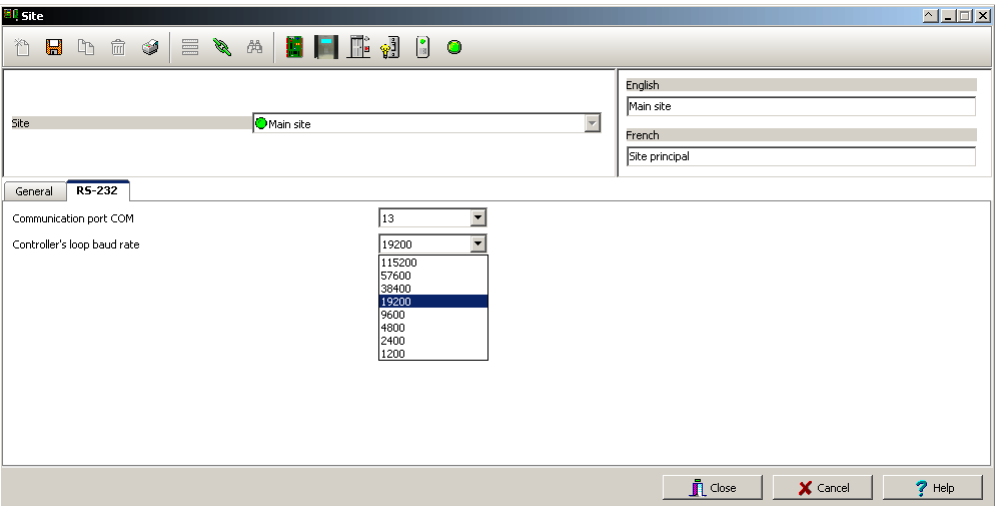 Site
English
Main site
Site
Main site
French
Site principal
General
RS-232
Communication port COM
13
Controller's loop baud rate
19200
115200
57600
38400
19200
9600
4800
2400
1200
Close
Cancel
? Help